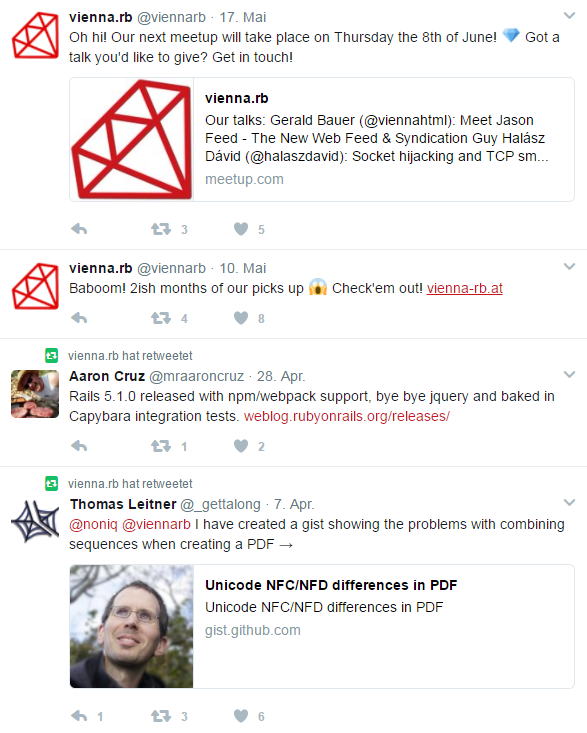 vienna.rb @viennarb · 17. Mai
Oh hi! Our next meetup will take place on Thursday the 8th of June! 💎 Got a
talk you'd like to give? Get in touch!
vienna.rb
Our talks: Gerald Bauer (@viennahtml): Meet Jason
Feed - The New Web Feed & Syndication Guy Halász
Dávid (@halaszdavid): Socket hijacking and TCP sm...
meetup.com
3 5
vienna.rb @viennarb · 10. Mai
Baboom! 2ish months of our picks up 😱 Check'em out! vienna-rb.at
4 8
vienna.rb hat retweetet
Aaron Cruz @mraaroncruz · 28. Apr.
Rails 5.1.0 released with npm/webpack support, bye bye jquery and baked in
Capybara integration tests. weblog.rubyonrails.org/releases/
1 2
vienna.rb hat retweetet
Thomas Leitner @_gettalong · 7. Apr.
@noniq @viennarb I have created a gist showing the problems with combining
sequences when creating a PDF →
Unicode NFC/NFD differences in PDF
Unicode NFC/NFD differences in PDF
gist.github.com
1 3 6